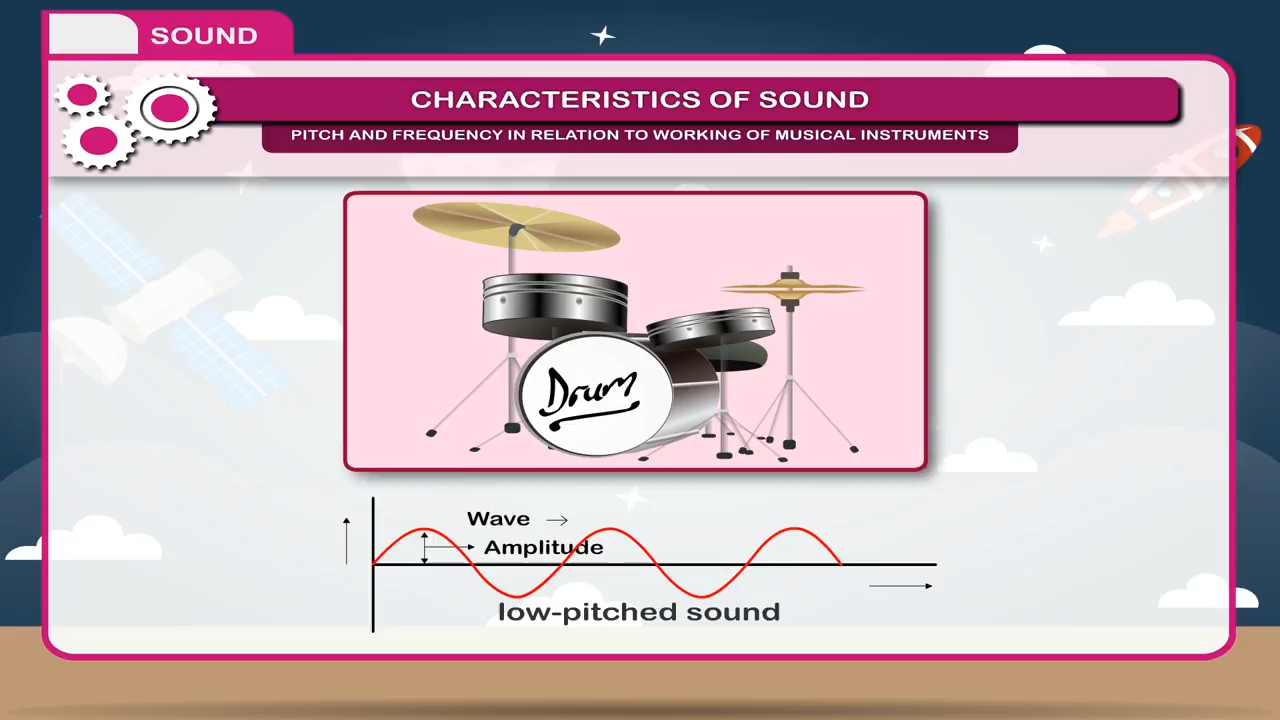 SOUND
CHARACTERISTICS OF SOUND
PITCH AND FREQUENCY IN RELATION TO WORKING OF MUSICAL INSTRUMENTS
Drum
Wave
Amplitude
low-pitched sound